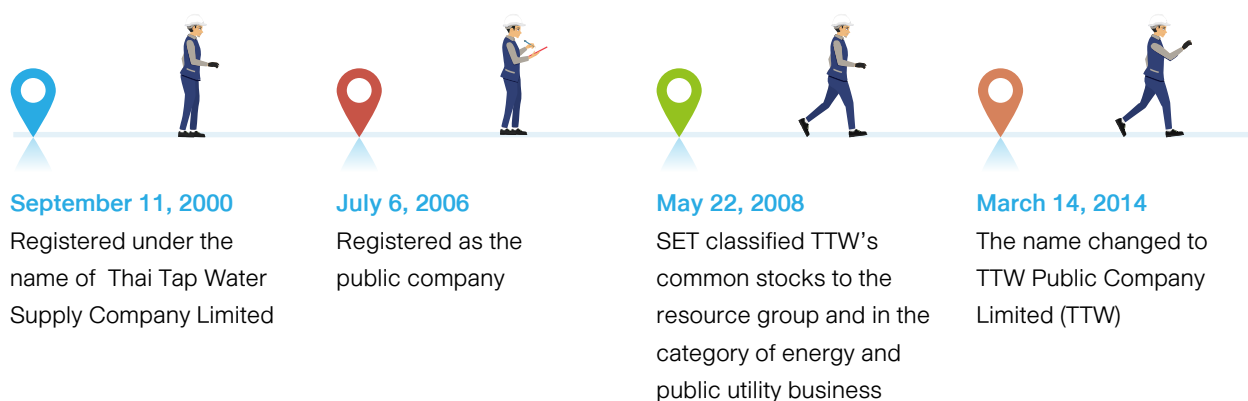 September 11, 2000
Registered under the
name of Thai Tap Water
Supply Company Limited
July 6, 2006
Registered as the
public company
May 22, 2008
SET classified TTW's
common stocks to the
resource group and in the
category of energy and
public utility business
March 14, 2014
The name changed to
TTW Public Company
Limited (TTW)